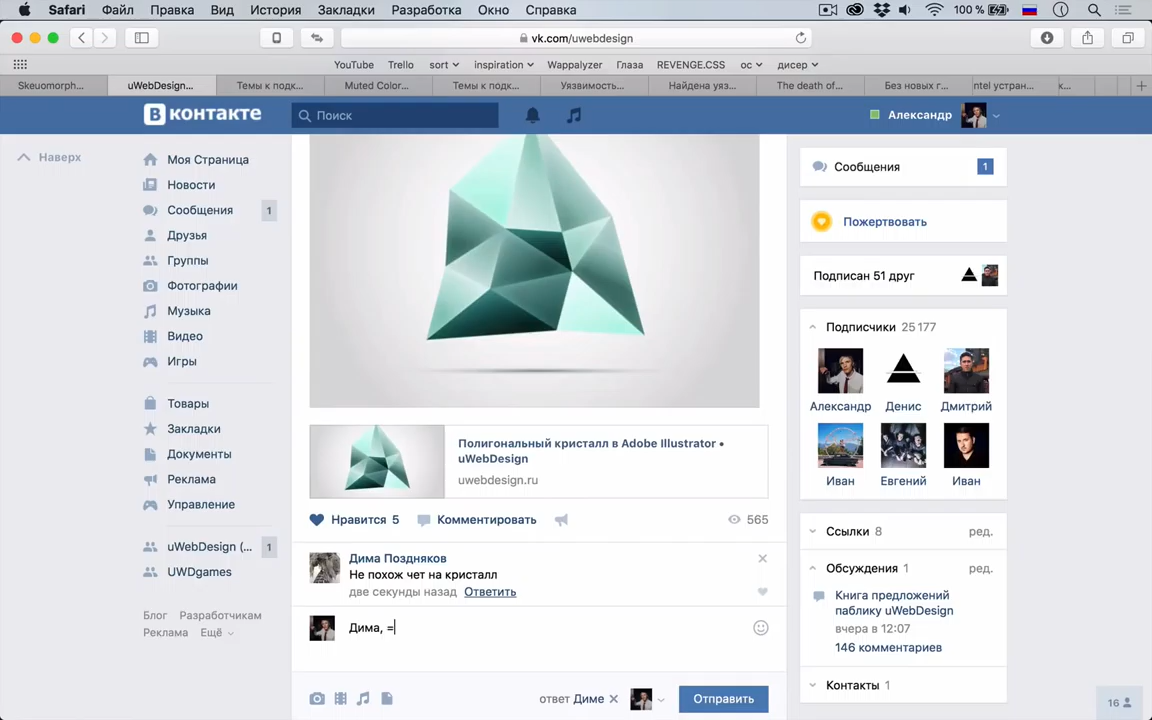 Safari Файл Правка Вид История Закладки Разработка Окно Справка 100 %
vk.com/uwebdesign
YouTube Trello sort inspiration Wappalyzer Глаза REVENGE.CSS ос дисер
Skeuomorph... uWebDesign... Темы к подк... Muted Color... Темы к подк... Уязвимость... Найдена уяз... The death of... Без новых г... ntel устран... к...
В контакте Поиск Александр
Наверх
Моя Страница
Новости
Сообщения 1
Друзья
Группы
Фотографии
Музыка
Видео
Игры
Товары
Закладки
Документы
Реклама
Управление
uWebDesign (... 1
UWDgames
Блог Разработчикам
Реклама Ещё
Полигональный кристалл в Adobe Illustrator •
uWebDesign
uwebdesign.ru
Нравится 5 Комментировать 565
Дима Поздняков
Не похож чет на кристалл
две секунды назад Ответить
Дима, =
ответ Диме Отправить
Сообщения 1
Пожертвовать
Подписан 51 друг
Подписчики 25 177
Александр Денис Дмитрий
Иван Евгений Иван
Ссылки 8 ред.
Обсуждения 1 ред.
Книга предложений
паблику uWebDesign
вчера в 12:07
146 комментариев
Контакты 1
16